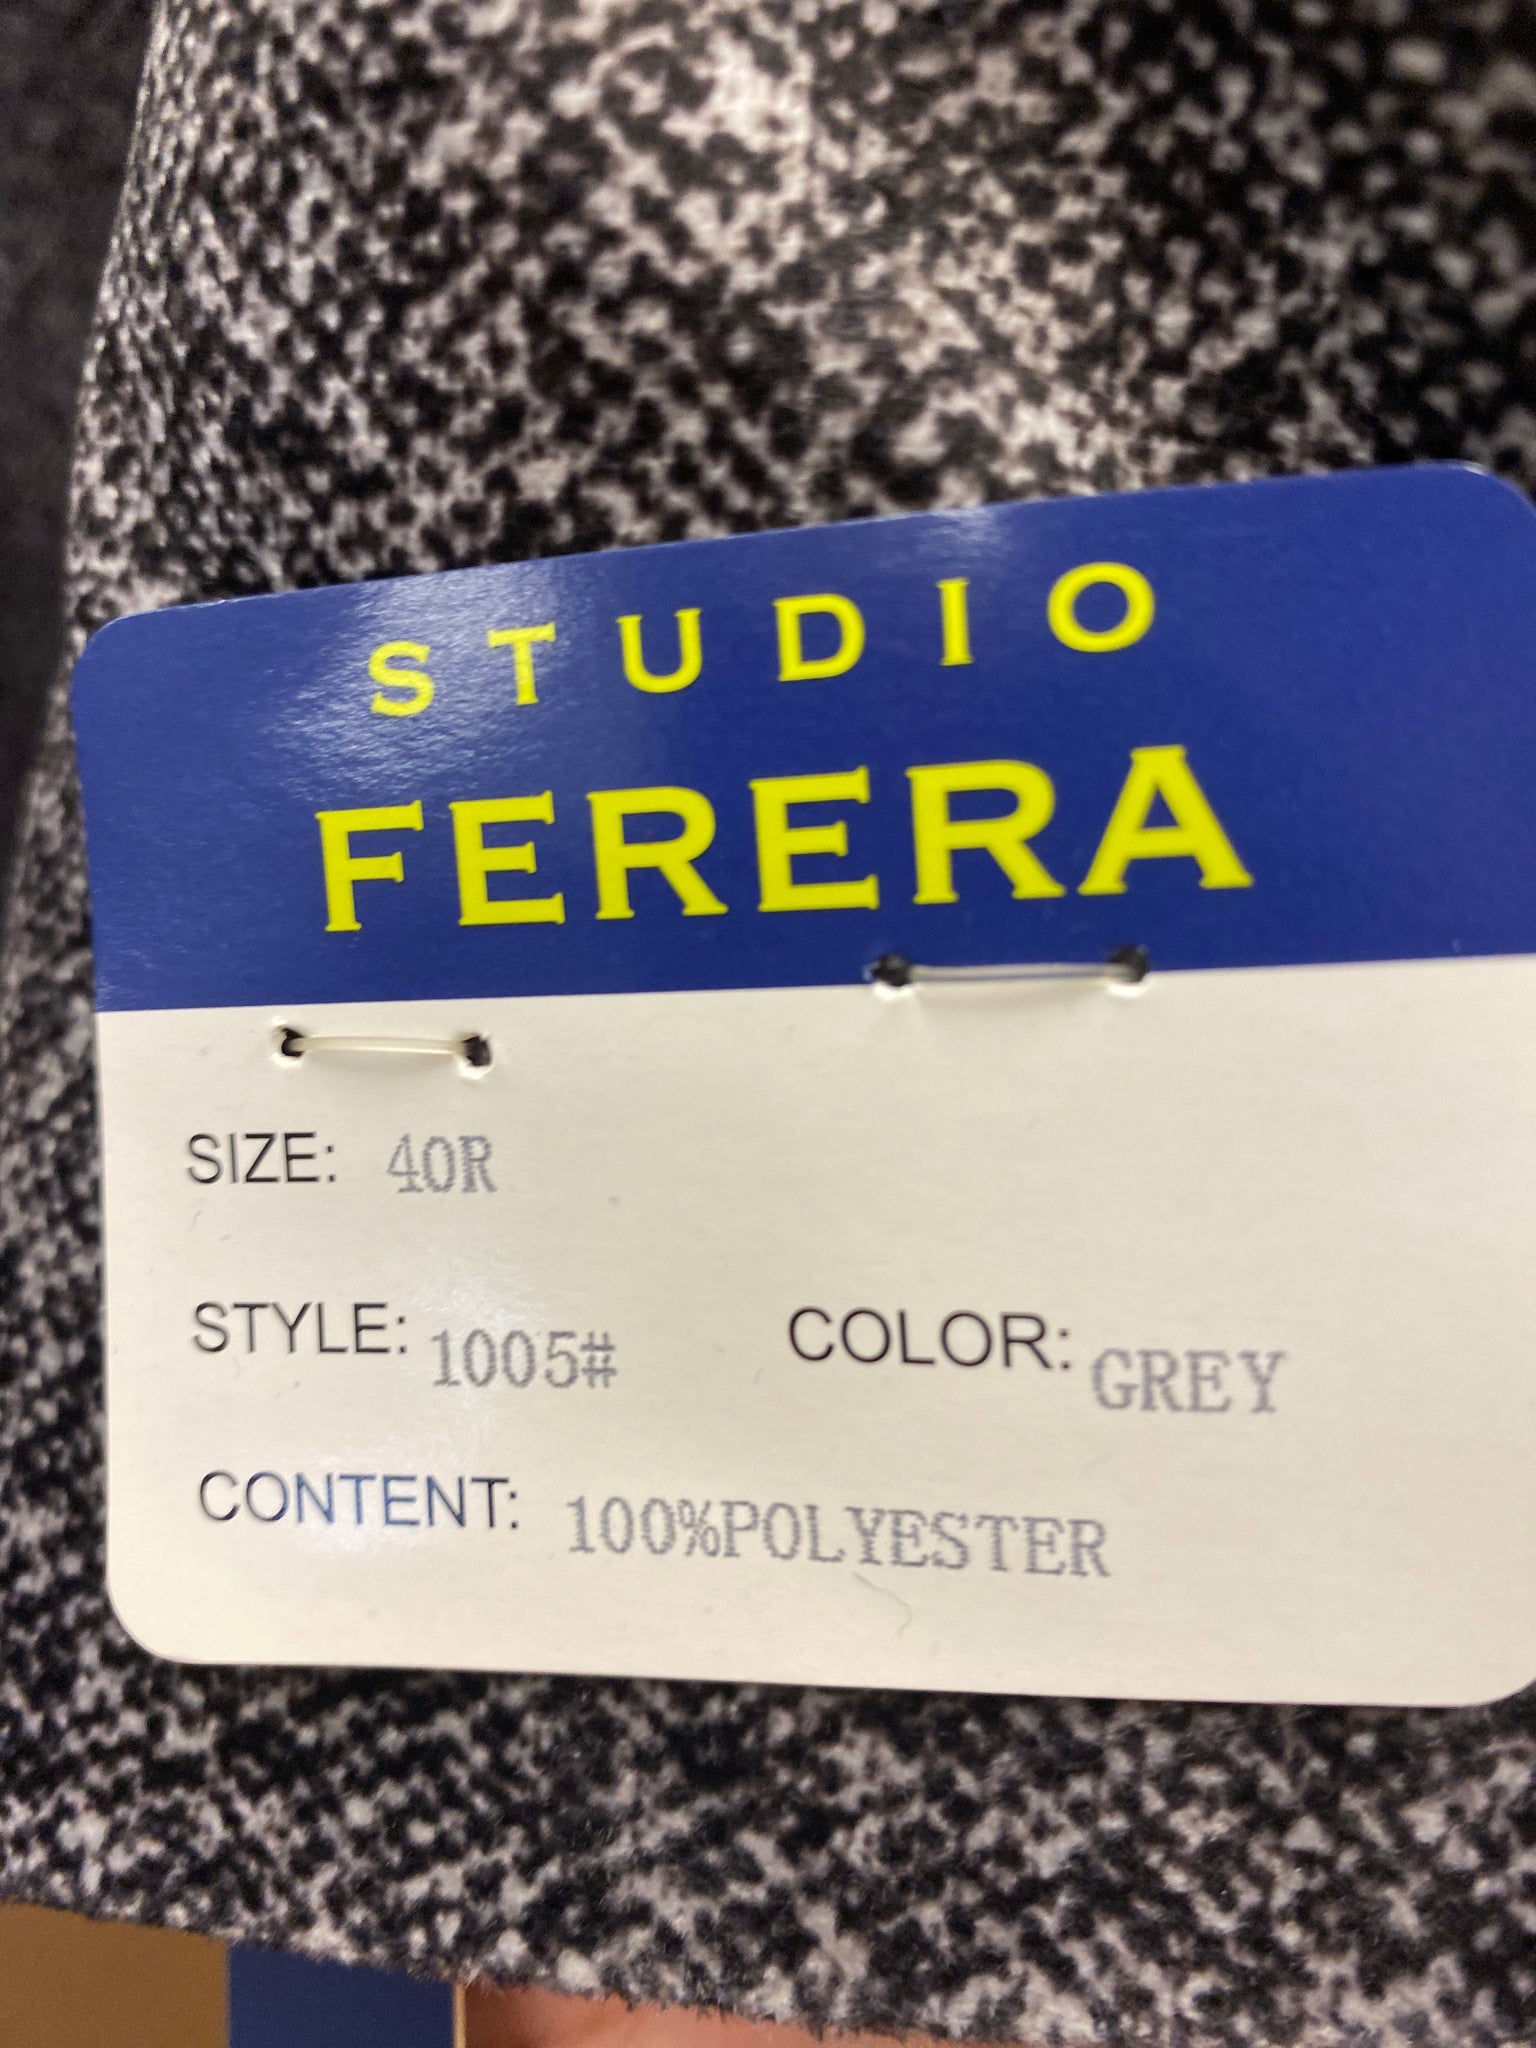 STUDIO
FERERA
SIZE: 40R
STYLE: 1005# COLOR: GREY
CONTENT: 100%POLYESTER